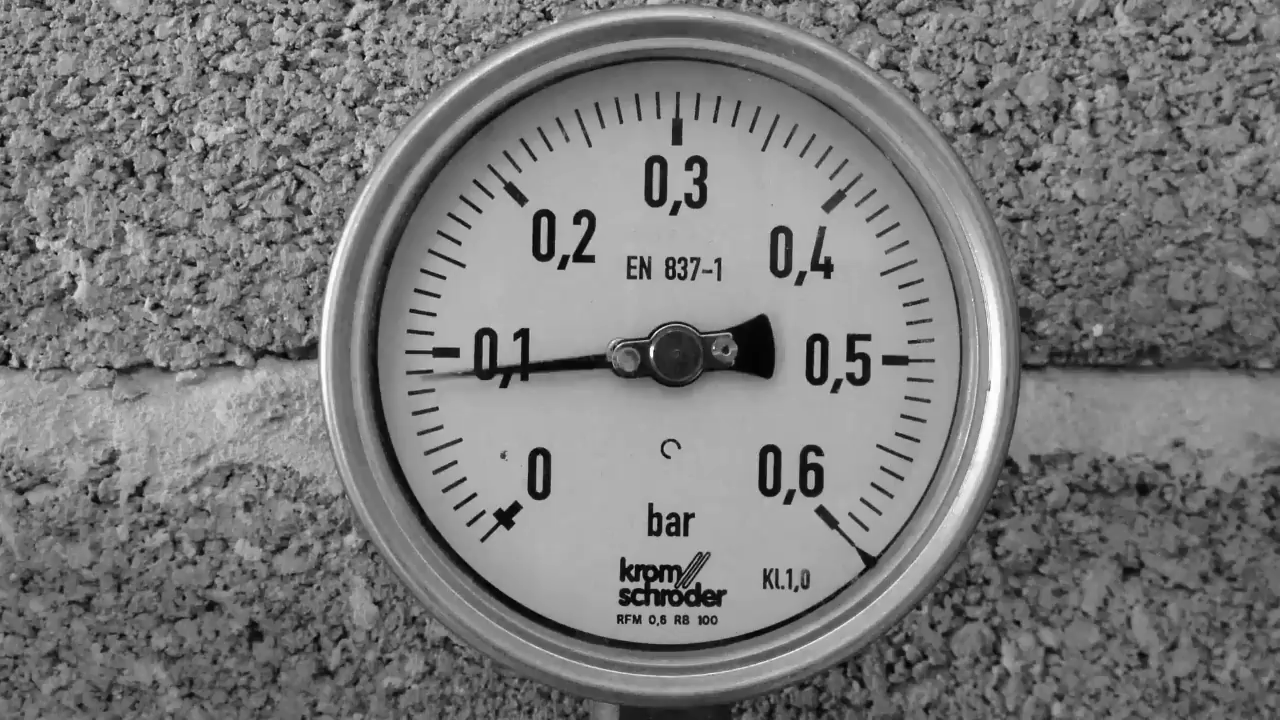 0,3
0,2
0,4
EN 837-1
0,1
0,5
0
0,6
bar
krom
schröder
Kl.1,0
RFM 0,6 RB 100